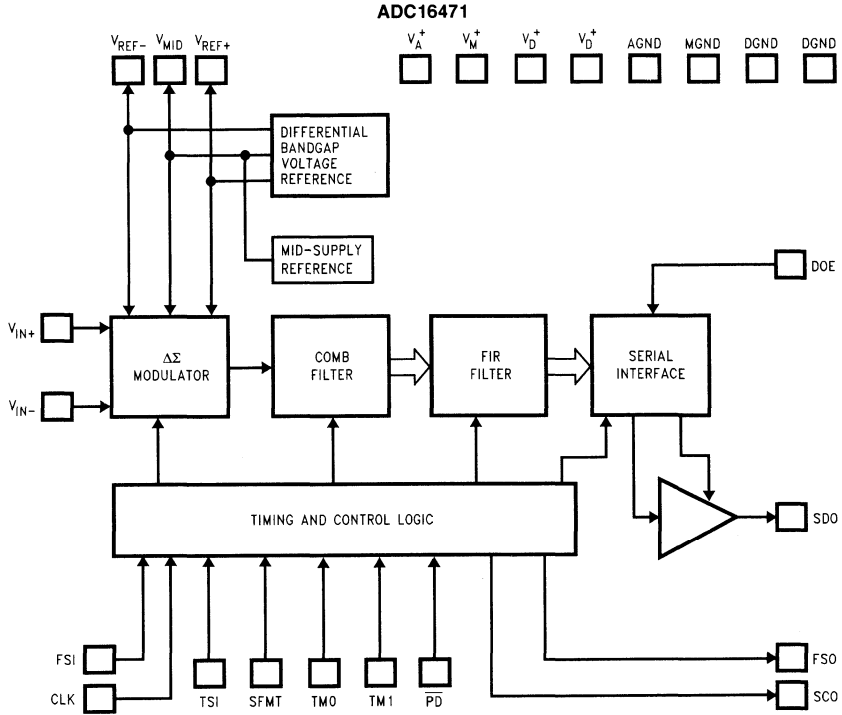 ADC16471
VREF- VMID VREF+ VA+ VM+ VD+ VD+ AGND MGND DGND DGND
DIFFERENTIAL
BANDGAP
VOLTAGE
REFERENCE
MID-SUPPLY
REFERENCE
DOE
VIN+
VIN-
ΔΣ
MODULATOR
COMB
FILTER
FIR
FILTER
SERIAL
INTERFACE
TIMING AND CONTROL LOGIC
SDO
FSI
CLK
TSI SFMT TM0 TM1 P̅D̅
FSO
SCO